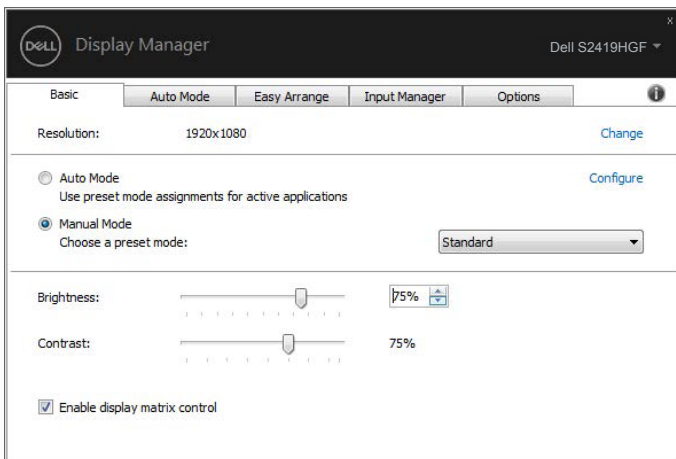 DELL Display Manager
x
Dell S2419HGF
Basic Auto Mode Easy Arrange Input Manager Options
Resolution: 1920x1080 Change
Auto Mode Configure
Use preset mode assignments for active applications
Manual Mode
Choose a preset mode: Standard
Brightness: 75%
Contrast: 75%
Enable display matrix control